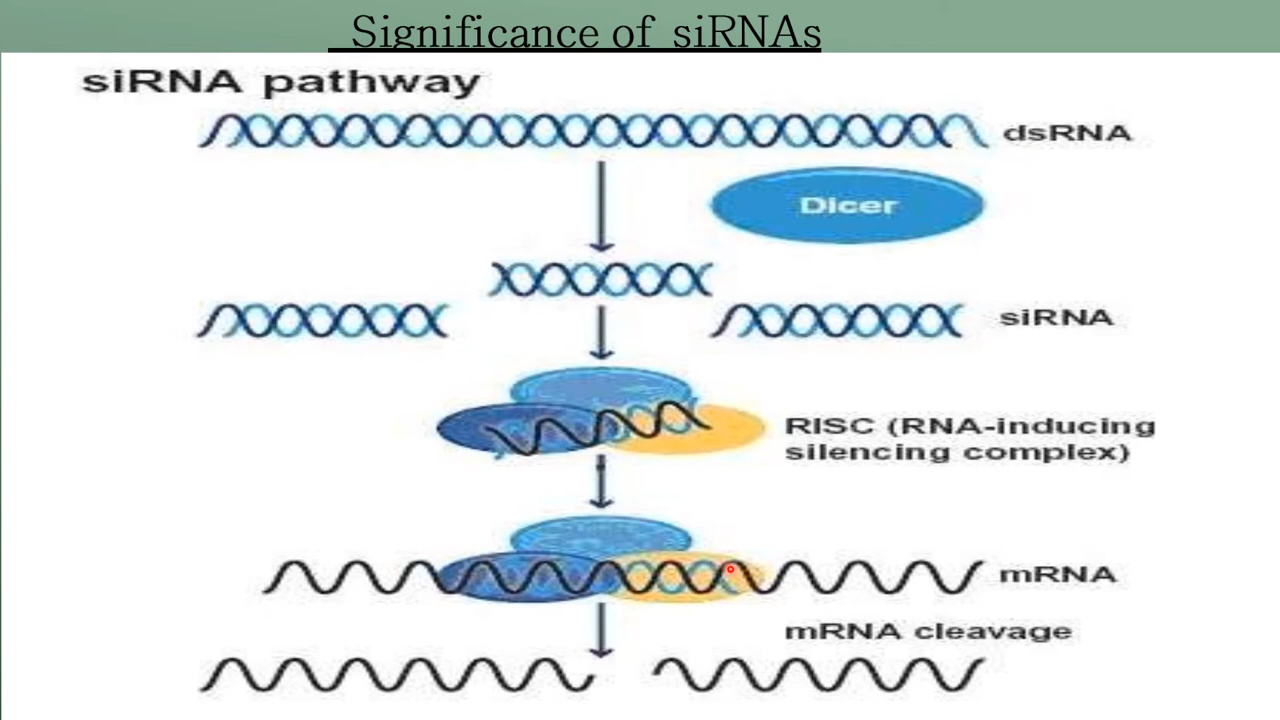 Significance of siRNAs
siRNA pathway
dsRNA
Dicer
siRNA
RISC (RNA-inducing
silencing complex)
mRNA
mRNA cleavage